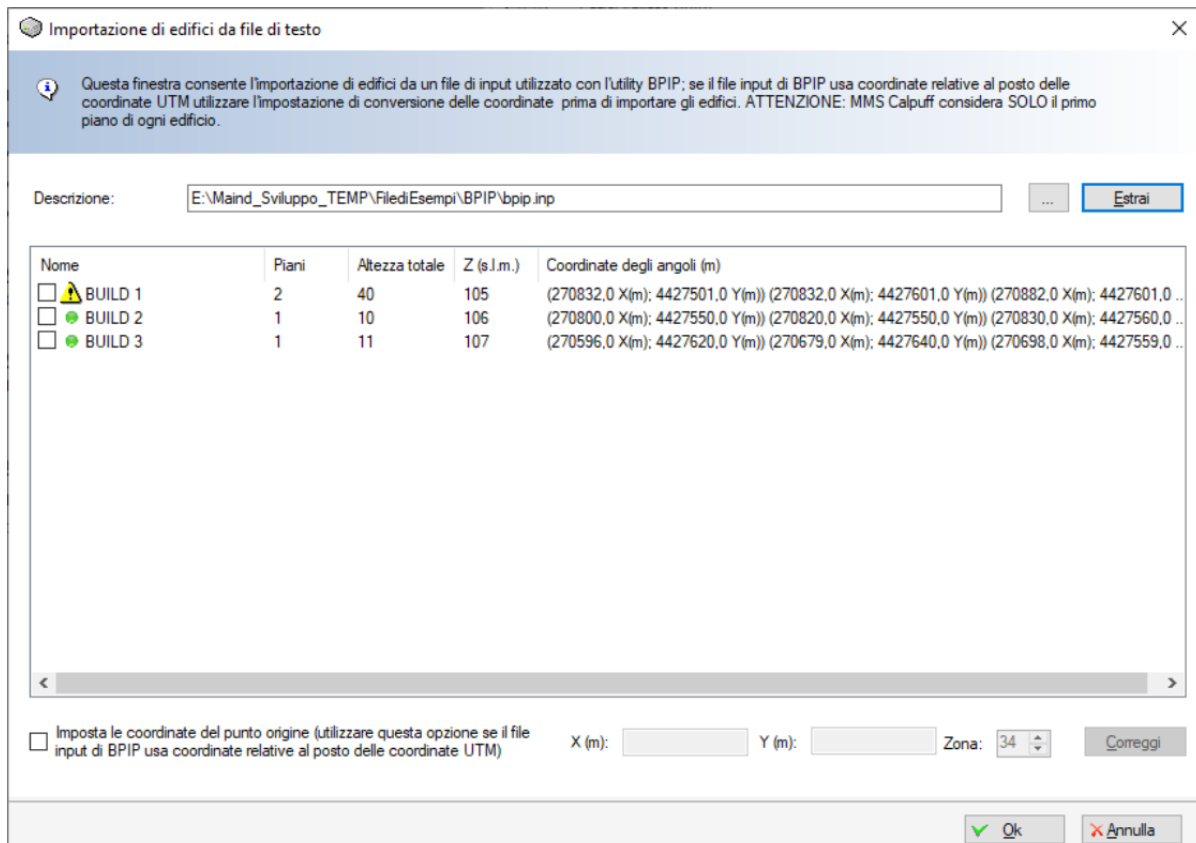 Importazione di edifici da file di testo
Questa finestra consente l'importazione di edifici da un file di input utilizzato con l'utility BPIP; se il file input di BPIP usa coordinate relative al posto delle
coordinate UTM utilizzare l'impostazione di conversione delle coordinate prima di importare gli edifici. ATTENZIONE: MMS Calpuff considera SOLO il primo
piano di ogni edificio.
Descrizione: E:\Maind_Sviluppo_TEMP\FilediEsempi\BPIP\bpip.inp ... Estrai
Nome Piani Altezza totale Z (s.l.m.) Coordinate degli angoli (m)
BUILD 1 2 40 105 (270832,0 X(m); 4427501,0 Y(m)) (270832,0 X(m); 4427601,0 Y(m)) (270882,0 X(m); 4427601,0 ...
BUILD 2 1 10 106 (270800,0 X(m); 4427550,0 Y(m)) (270820,0 X(m); 4427550,0 Y(m)) (270830,0 X(m); 4427560,0 ...
BUILD 3 1 11 107 (270596,0 X(m); 4427620,0 Y(m)) (270679,0 X(m); 4427640,0 Y(m)) (270698,0 X(m); 4427559,0 ...
Imposta le coordinate del punto origine (utilizzare questa opzione se il file
input di BPIP usa coordinate relative al posto delle coordinate UTM)
X (m): Y (m): Zona: 34 Correggi
Ok Annulla